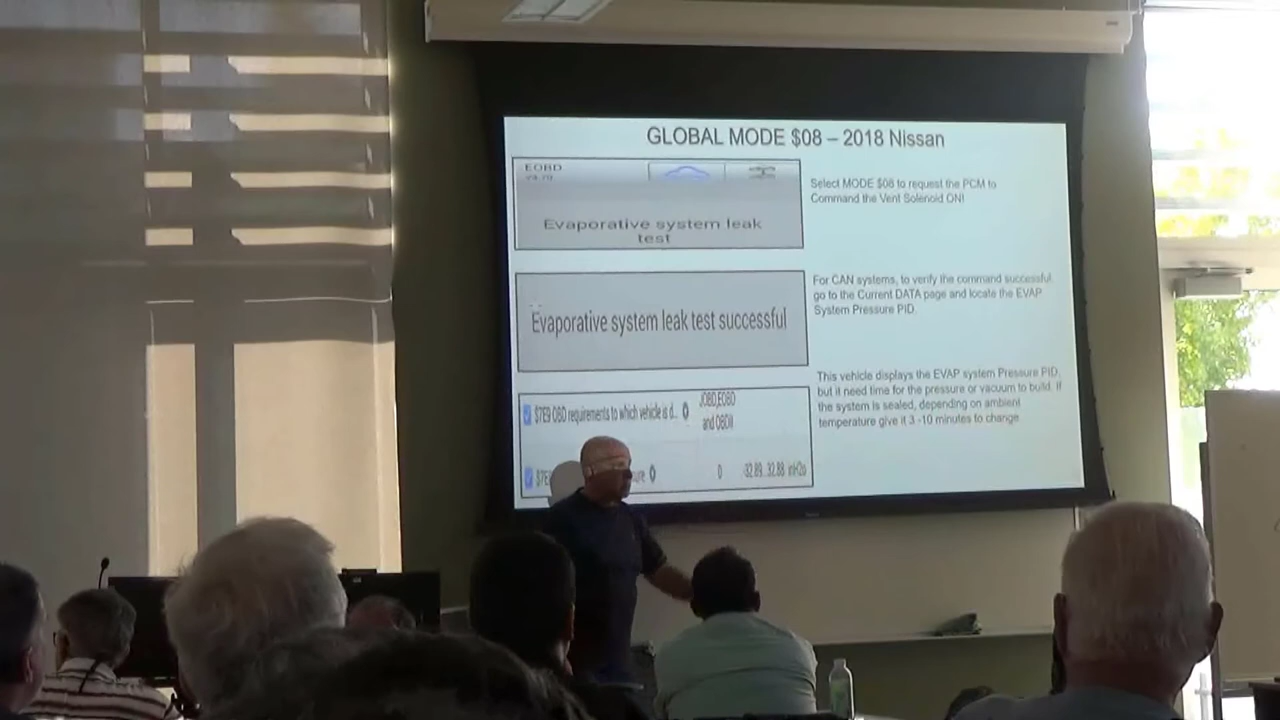 GLOBAL MODE $08 – 2018 Nissan
EOBD
Evaporative system leak
test
Select MODE $08 to request the PCM to
Command the Vent Solenoid ON!
Evaporative system leak test successful
For CAN systems, to verify the command successful,
go to the Current DATA page and locate the EVAP
System Pressure PID.
$7E9 OBD requirements to which vehicle is d...
JOBD,EOBD
and OBDII
$7E
ure
0
-32.89..32.88 inH2o
This vehicle displays the EVAP system Pressure PID,
but it need time for the pressure or vacuum to build. If
the system is sealed, depending on ambient
temperature give it 3 -10 minutes to change